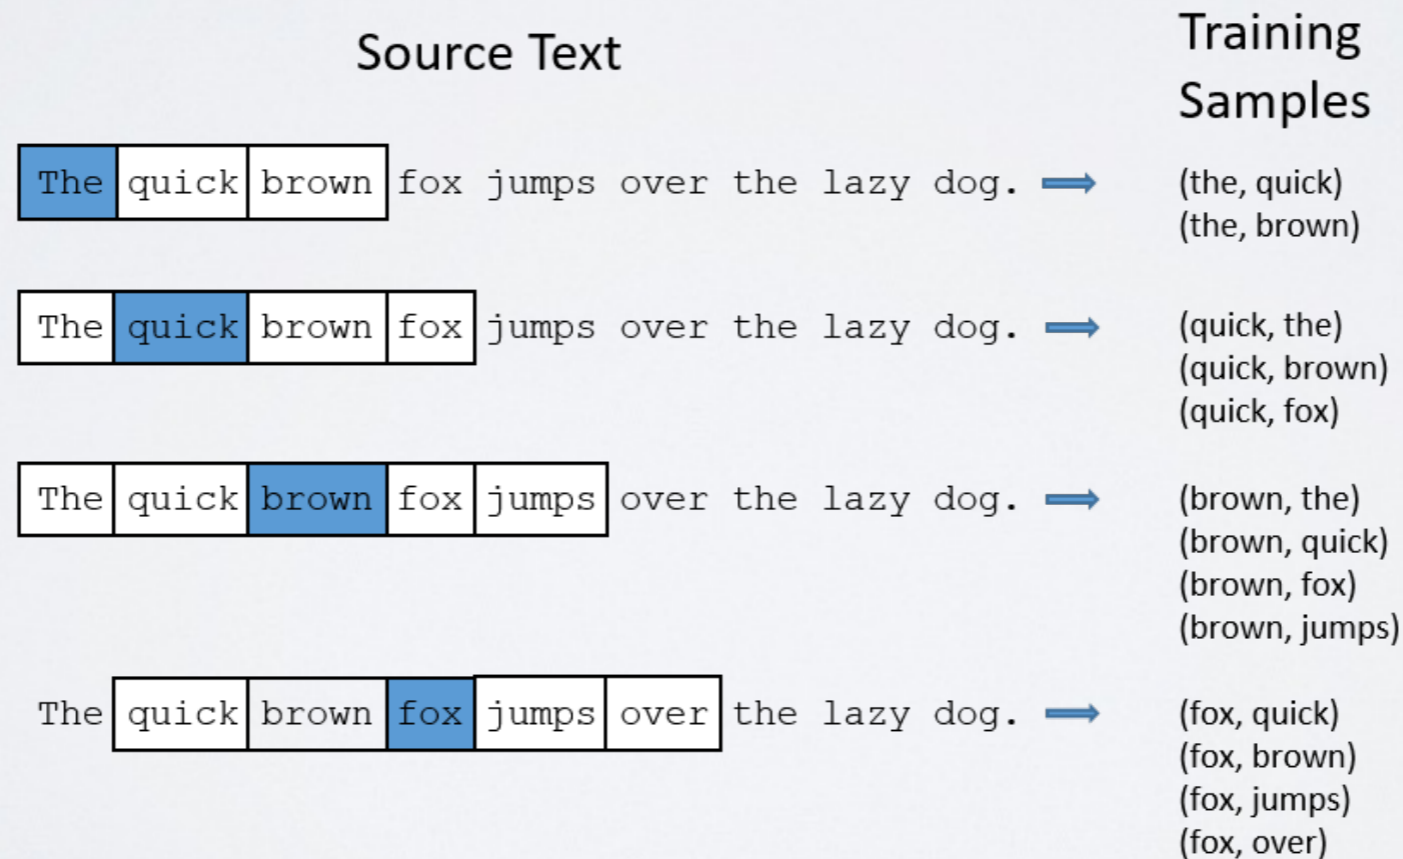 Source Text
Training
Samples
The quick brown fox jumps over the lazy dog.
(the, quick)
(the, brown)
The quick brown fox jumps over the lazy dog.
(quick, the)
(quick, brown)
(quick, fox)
The quick brown fox jumps over the lazy dog.
(brown, the)
(brown, quick)
(brown, fox)
(brown, jumps)
The quick brown fox jumps over the lazy dog.
(fox, quick)
(fox, brown)
(fox, jumps)
(fox, over)